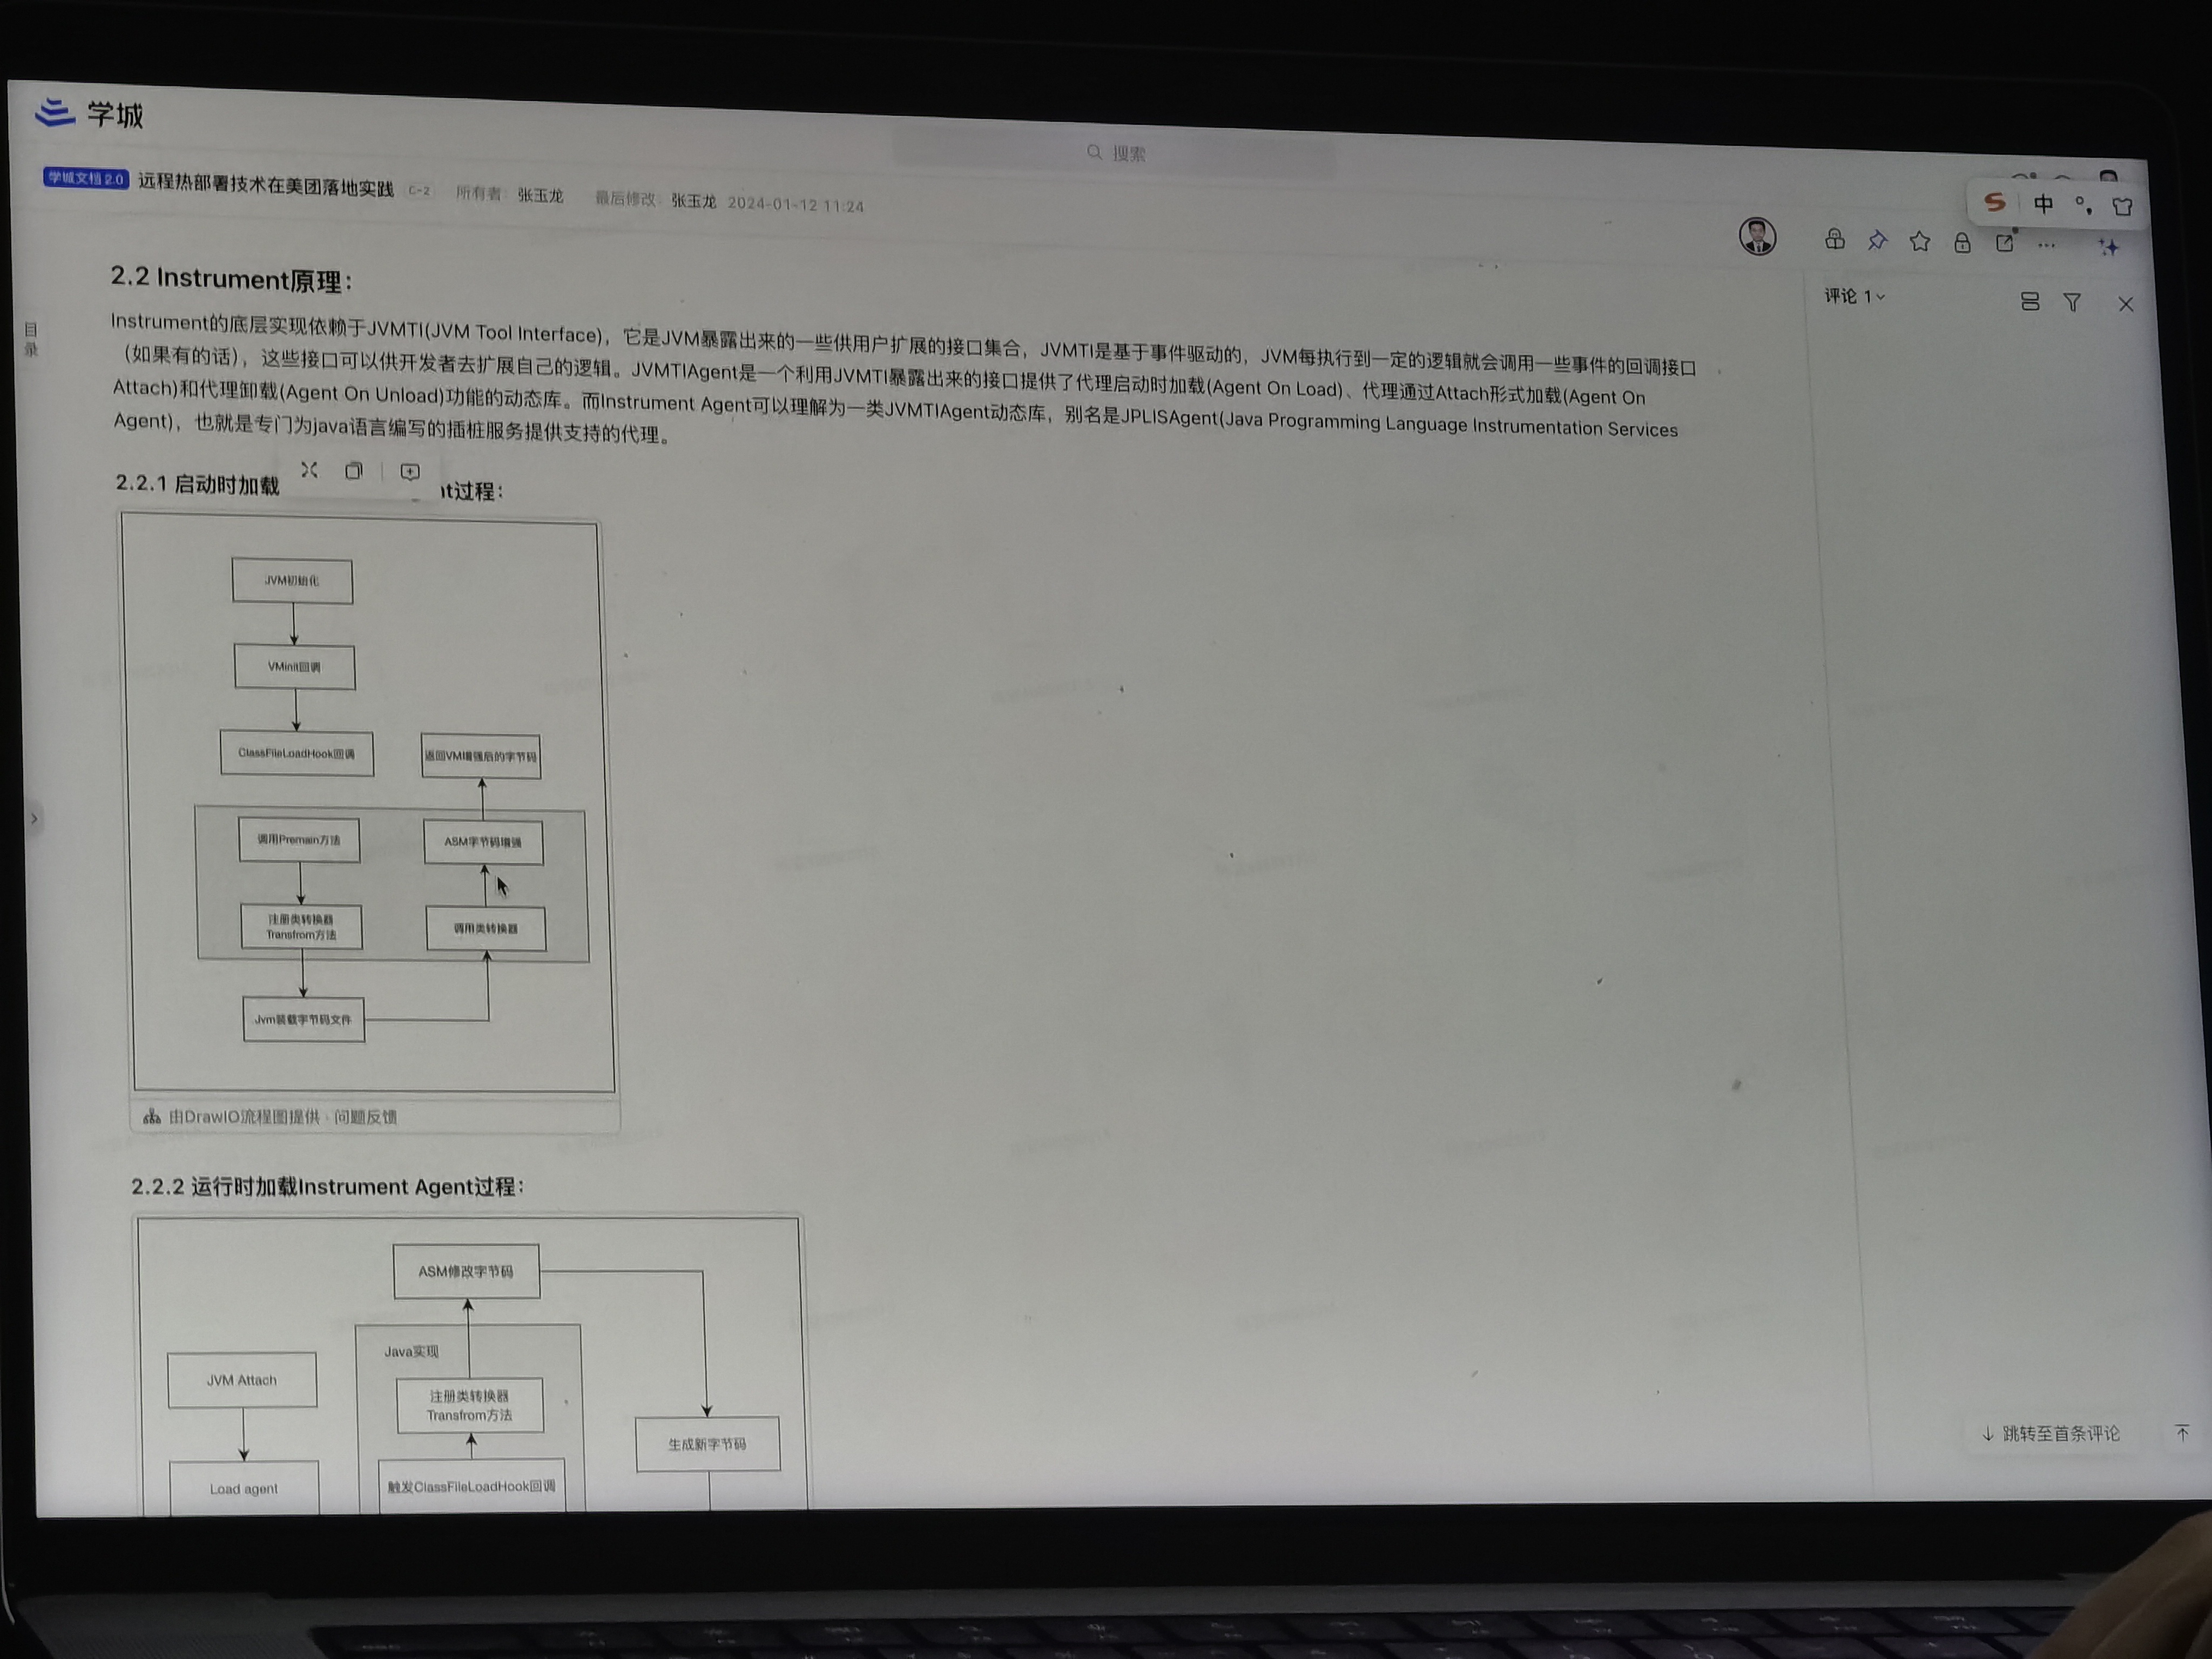 学城
搜索
学城文档2.0 远程热部署技术在美团落地实践 C-2 所有者：张玉龙 最后修改：张玉龙 2024-01-12 11:24
中
目录
评论 1
2.2 Instrument原理：
Instrument的底层实现依赖于JVMTI(JVM Tool Interface)，它是JVM暴露出来的一些供用户扩展的接口集合，JVMTI是基于事件驱动的，JVM每执行到一定的逻辑就会调用一些事件的回调接口
（如果有的话），这些接口可以供开发者去扩展自己的逻辑。JVMTIAgent是一个利用JVMTI暴露出来的接口提供了代理启动时加载(Agent On Load)、代理通过Attach形式加载(Agent On
Attach)和代理卸载(Agent On Unload)功能的动态库。而Instrument Agent可以理解为一类JVMTIAgent动态库，别名是JPLISAgent(Java Programming Language Instrumentation Services
Agent)，也就是专门为java语言编写的插桩服务提供支持的代理。
2.2.1 启动时加载 nt过程：
JVM初始化
VMinit回调
ClassFileLoadHook回调
返回VM增强后的字节码
调用Premain方法
ASM字节码增强
注册类转换器
Transfrom方法
调用类转换器
Jvm装载字节码文件
由DrawIO流程图提供 · 问题反馈
2.2.2 运行时加载Instrument Agent过程：
ASM修改字节码
Java实现
JVM Attach
注册类转换器
Transfrom方法
生成新字节码
Load agent
触发ClassFileLoadHook回调
跳转至首条评论